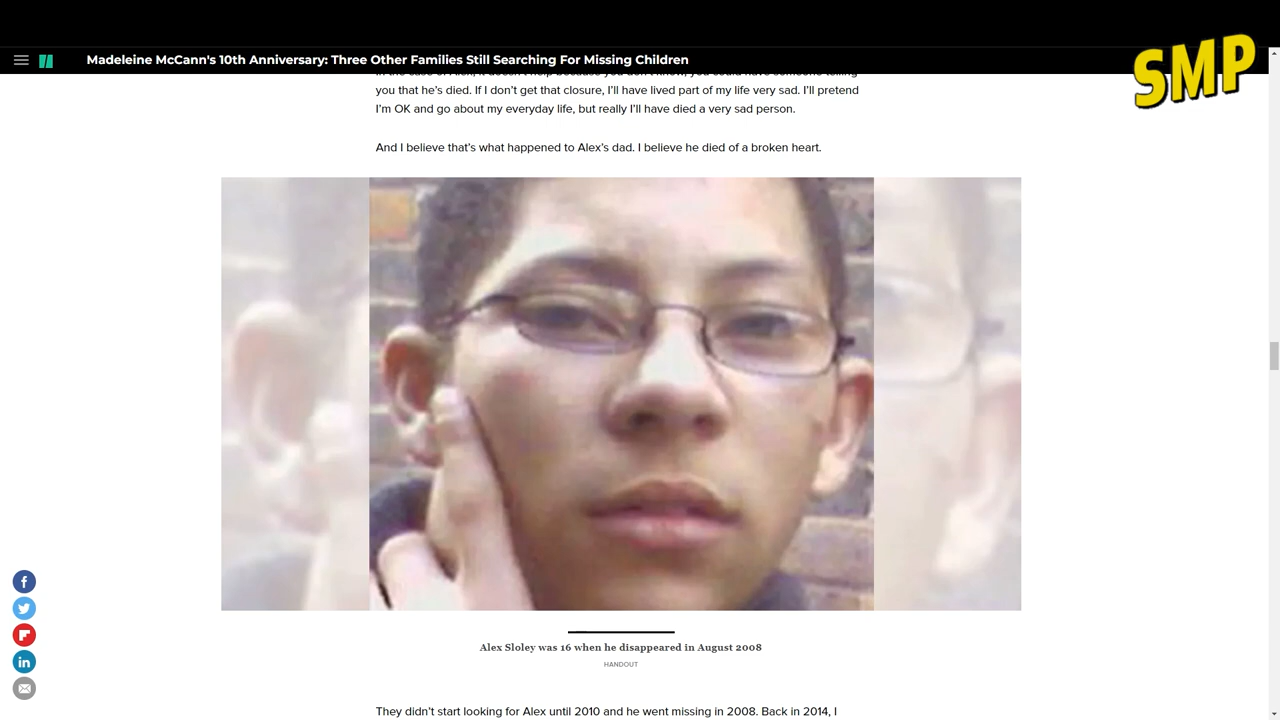 Madeleine McCann's 10th Anniversary: Three Other Families Still Searching For Missing Children
SMP
you that he's died. If I don't get that closure, I'll have lived part of my life very sad. I'll pretend
I'm OK and go about my everyday life, but really I'll have died a very sad person.
And I believe that's what happened to Alex's dad. I believe he died of a broken heart.
Alex Sloley was 16 when he disappeared in August 2008
HANDOUT
They didn't start looking for Alex until 2010 and he went missing in 2008. Back in 2014, I